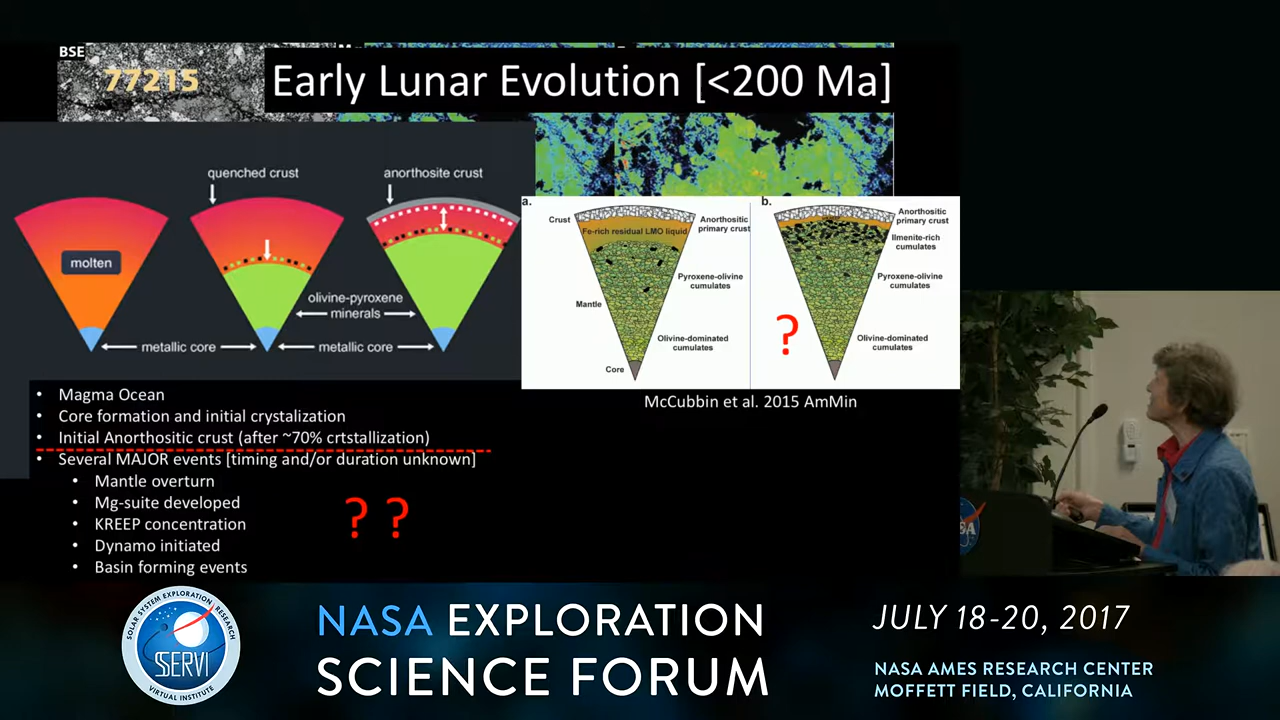 BSE
77215
Early Lunar Evolution [<200 Ma]
quenched crust
anorthosite crust
molten
olivine-pyroxene
minerals
metallic core
metallic core
a.
Crust
Fe-rich residual LMO liquid
Anorthositic
primary crust
Pyroxene-olivine
cumulates
Mantle
Olivine-dominated
cumulates
Core
b.
Anorthositic
primary crust
Ilmenite-rich
cumulates
Pyroxene-olivine
cumulates
?
Olivine-dominated
cumulates
McCubbin et al. 2015 AmMin
• Magma Ocean
• Core formation and initial crystalization
• Initial Anorthositic crust (after ~70% crtstallization)
• Several MAJOR events [timing and/or duration unknown]
• Mantle overturn
• Mg-suite developed
• KREEP concentration
• Dynamo initiated
• Basin forming events
? ?
SOLAR SYSTEM EXPLORATION RESEARCH
SSERVI
VIRTUAL INSTITUTE
NASA EXPLORATION
SCIENCE FORUM
JULY 18-20, 2017
NASA AMES RESEARCH CENTER
MOFFETT FIELD, CALIFORNIA